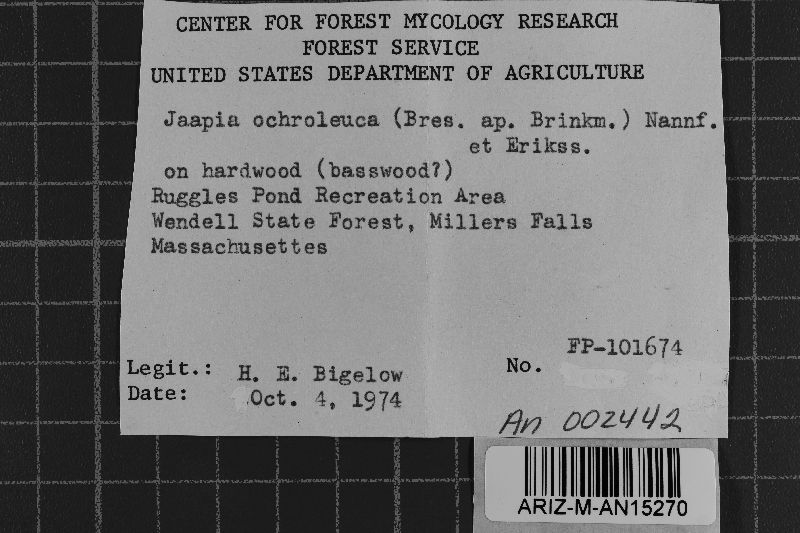 CENTER FOR FOREST MYCOLOGY RESEARCH
FOREST SERVICE
UNITED STATES DEPARTMENT OF AGRICULTURE
Jaapia ochroleuca (Bres. ap. Brinkm.) Nannf.
et Erikss.
on hardwood (basswood?)
Ruggles Pond Recreation Area
Wendell State Forest, Millers Falls
Massachusettes
Legit.: H. E. Bigelow
No. FP-101674
Date: Oct. 4, 1974
An 002442
ARIZ-M-AN15270